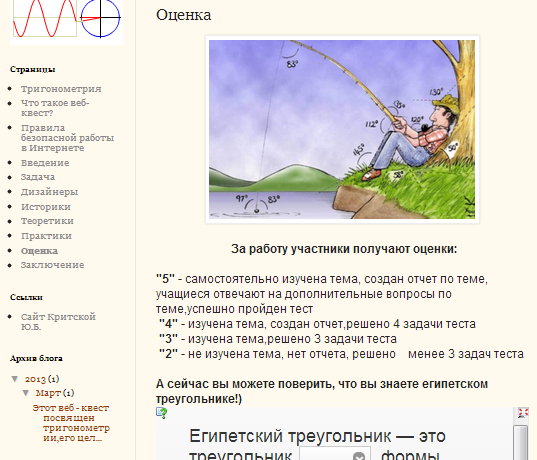 Страницы
Тригонометрия
Что такое веб-
квест?
Правила
безопасной работы
в Интернете
Введение
Задача
Дизайнеры
Историки
Теоретики
Практики
Оценка
Заключение
Ссылки
Сайт Критской
Ю.Б.
Архив блога
▼ 2013 (1)
▼ Март (1)
Этот веб - квест
посвящен
тригонометр
ии,его цел...
Оценка
83°
130°
112°
120°
145°
50°
97°
83°
За работу участники получают оценки:
"5" - самостоятельно изучена тема, создан отчет по теме,
учащиеся отвечают на дополнительные вопросы по
теме,успешно пройден тест
"4" - изучена тема, создан отчет,решено 4 задачи теста
"3" - изучена тема,решено 3 задачи теста
"2" - не изучена тема, нет отчета, решено менее 3 задач теста
А сейчас вы можете поверить, что вы знаете египетском
треугольнике!)
Египетский треугольник — это
треугольник формы